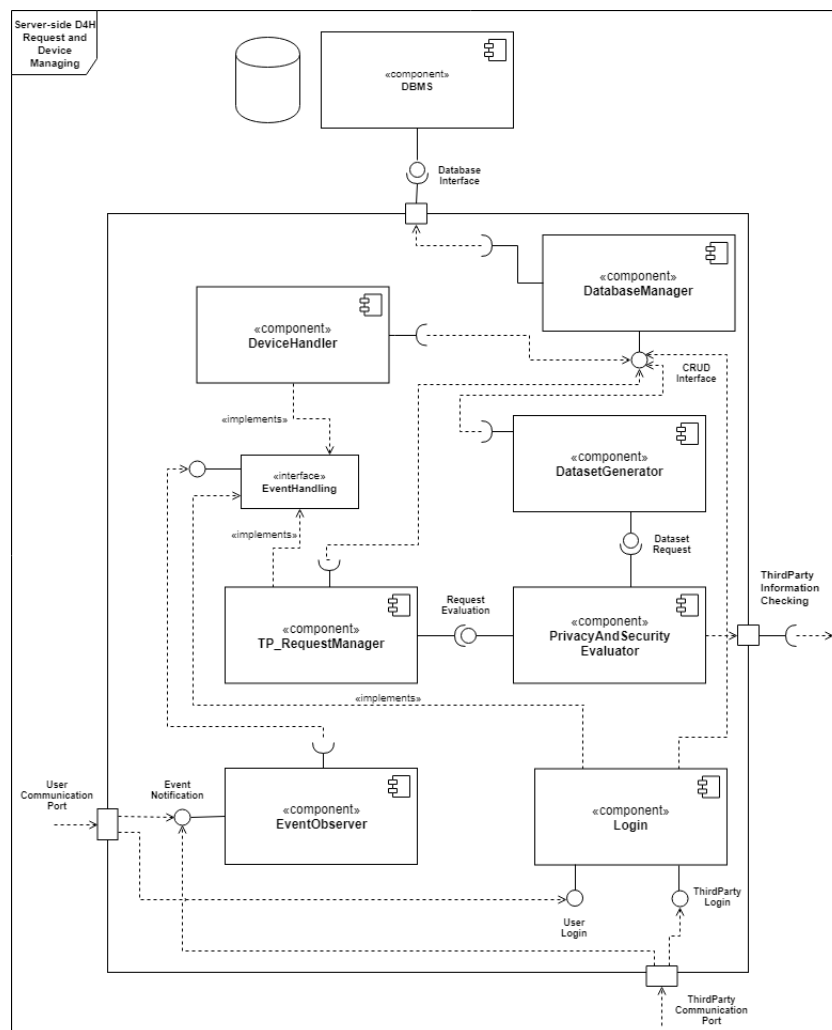 Server-side D4H
Request and
Device
Managing
«component»
DBMS
Database
Interface
«component»
DatabaseManager
«component»
DeviceHandler
CRUD
Interface
«implements»
«component»
DatasetGenerator
«interface»
EventHandling
«implements»
Dataset
Request
ThirdParty
Information
Checking
Request
Evaluation
«component»
TP_RequestManager
«component»
PrivacyAndSecurity
Evaluator
«implements»
User
Communication
Port
Event
Notification
«component»
EventObserver
«component»
Login
User
Login
ThirdParty
Login
ThirdParty
Communication
Port